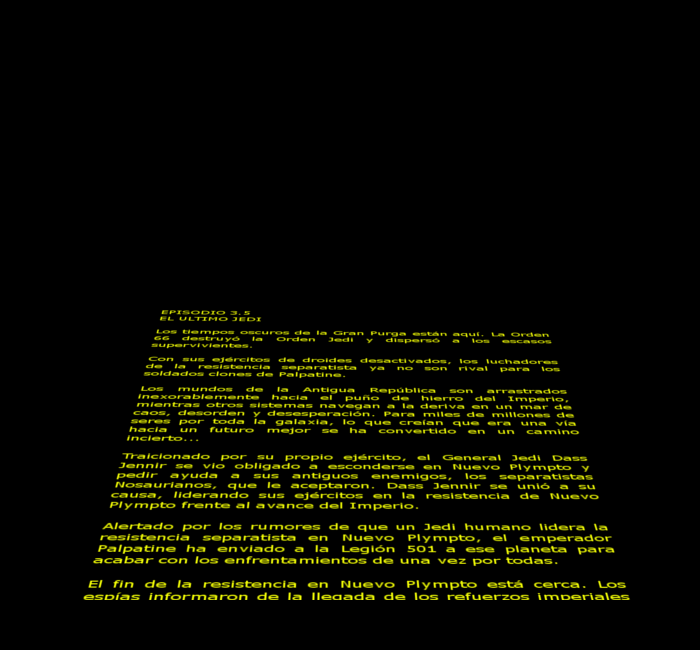 EPISODIO 3.5
EL ULTIMO JEDI
Los tiempos oscuros de la Gran Purga están aquí. La Orden
66 destruyó la Orden Jedi y dispersó a los escasos
supervivientes.
Con sus ejércitos de droides desactivados, los luchadores
de la resistencia separatista ya no son rival para los
soldados clones de Palpatine.
Los mundos de la Antigua República son arrastrados
inexorablemente hacia el puño de hierro del Imperio,
mientras otros sistemas navegan a la deriva en un mar de
caos, desorden y desesperación. Para miles de millones de
seres por toda la galaxia, lo que creían que era una vía
hacia un futuro mejor se ha convertido en un camino
incierto...
Traicionado por su propio ejército, el General Jedi Dass
Jennir se vio obligado a esconderse en Nuevo Plympto y
pedir ayuda a sus antiguos enemigos, los separatistas
Nosaurianos, que le aceptaron. Dass Jennir se unió a su
causa, liderando sus ejércitos en la resistencia de Nuevo
Plympto frente al avance del Imperio.
Alertado por los rumores de que un Jedi humano lidera la
resistencia separatista en Nuevo Plympto, el emperador
Palpatine ha enviado a la Legión 501 a ese planeta para
acabar con los enfrentamientos de una vez por todas.
El fin de la resistencia en Nuevo Plympto está cerca. Los
espías informaron de la llegada de los refuerzos imperiales